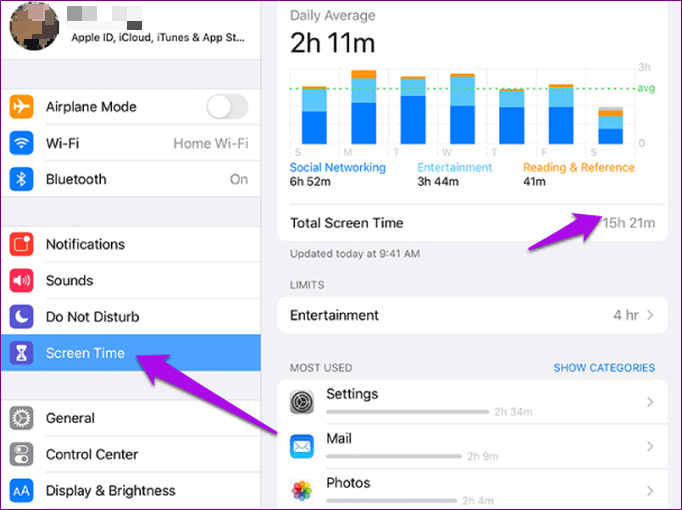 Apple ID, iCloud, iTunes & App St...
Airplane Mode
Wi-Fi Home Wi-Fi
Bluetooth On
Notifications
Sounds
Do Not Disturb
Screen Time
General
Control Center
Display & Brightness
AA
Daily Average
2h 11m
3h
avg
0
S M T W T F S
Social Networking Entertainment Reading & Reference
6h 52m 3h 44m 41m
Total Screen Time 15h 21m
Updated today at 9:41 AM
LIMITS
Entertainment 4 hr
MOST USED SHOW CATEGORIES
Settings
2h 34m
Mail
2h 9m
Photos
2h 4m